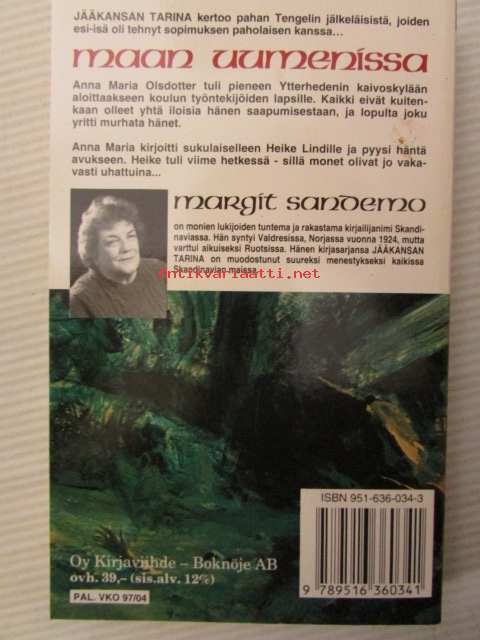 JÄÄKANSAN TARINA kertoo pahan Tengelin jälkeläisistä, joiden
esi-isä oli tehnyt sopimuksen paholaisen kanssa...
maan uumenissa
Anna Maria Olsdotter tuli pieneen Ytterhedenin kaivoskylään
aloittaakseen koulun työntekijöiden lapsille. Kaikki eivät kuiten-
kaan olleet yhtä iloisia hänen saapumisestaan, ja lopulta joku
yritti murhata hänet.
Anna Maria kirjoitti sukulaiselleen Heike Lindille ja pyysi häntä
avukseen. Heike tuli viime hetkessä - sillä monet olivat jo vaka-
vasti uhattuina...
margit sandemo
on monien lukijoiden tuntema ja rakastama kirjailijanimi Skandi-
naviassa. Hän syntyi Valdresissa, Norjassa vuonna 1924, mutta
varttui aikuiseksi Ruotsissa. Hänen kirjasarjansa JÄÄKANSAN
TARINA on muodostunut suureksi menestykseksi kaikissa
Skandinavian maissa.
antikvariaatti.net
ISBN 951-636-034-3
Oy Kirjaviihde – Boknöje AB
ovh. 39,– (sis.alv. 12%)
PAL. VKO 97/04
9 789516 360341